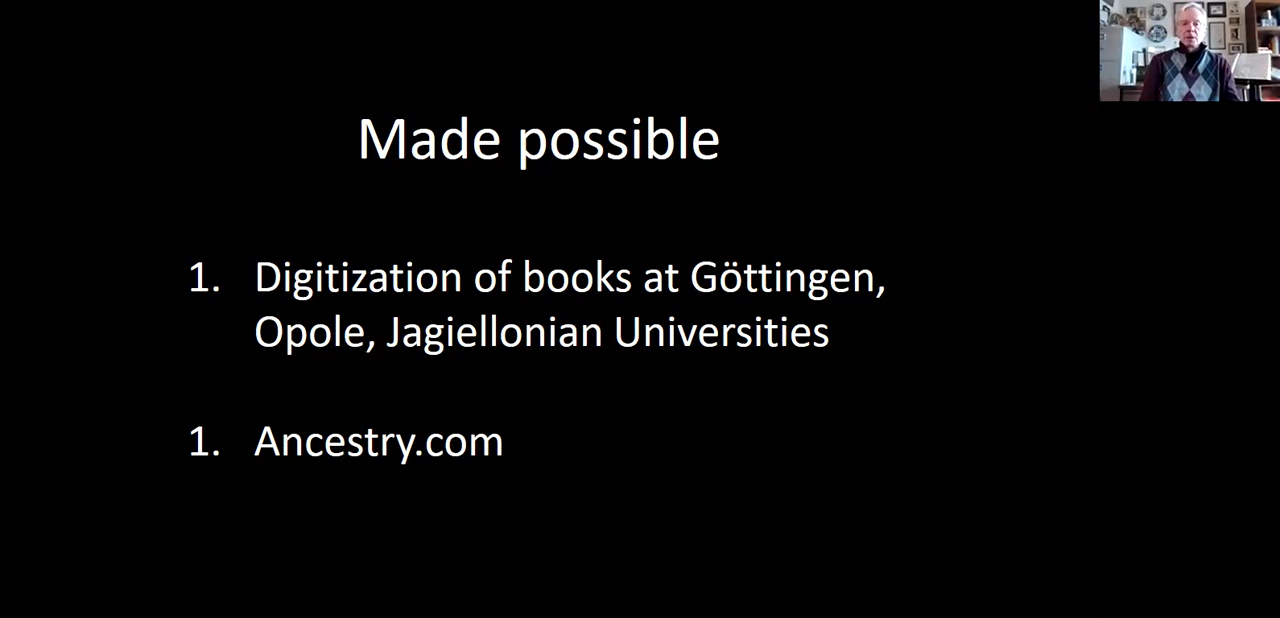 Made possible
1. Digitization of books at Göttingen,
Opole, Jagiellonian Universities
1. Ancestry.com